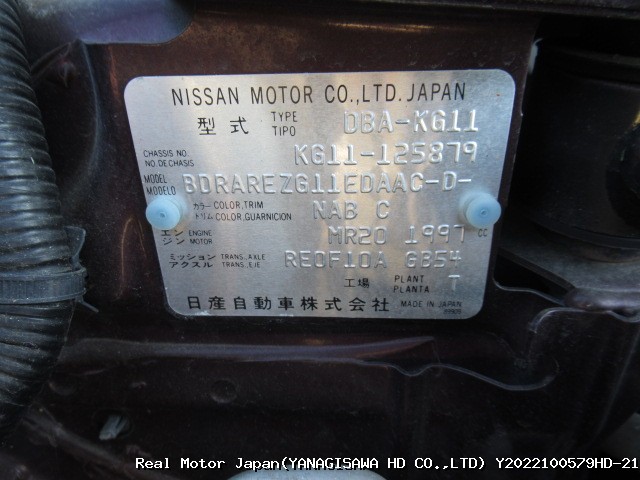 NISSAN MOTOR CO.,LTD. JAPAN
型式 TYPE TIPO DBA-KG11
CHASSIS NO. NO.DE CHASIS KG11-125879
MODEL MODELO BDRAREZG11EDAAC-D-
カラー COLOR,TRIM トリム COLOR,GUARNICION NAB C
エンジン ENGINE MOTOR MR20 1997 cc
ミッション TRANS,AXLE アクスル TRANS,EJE RE0F10A GB54
工場 PLANT PLANTA T
日産自動車株式会社 MADE IN JAPAN
Real Motor Japan(YANAGISAWA HD CO.,LTD) Y2022100579HD-21